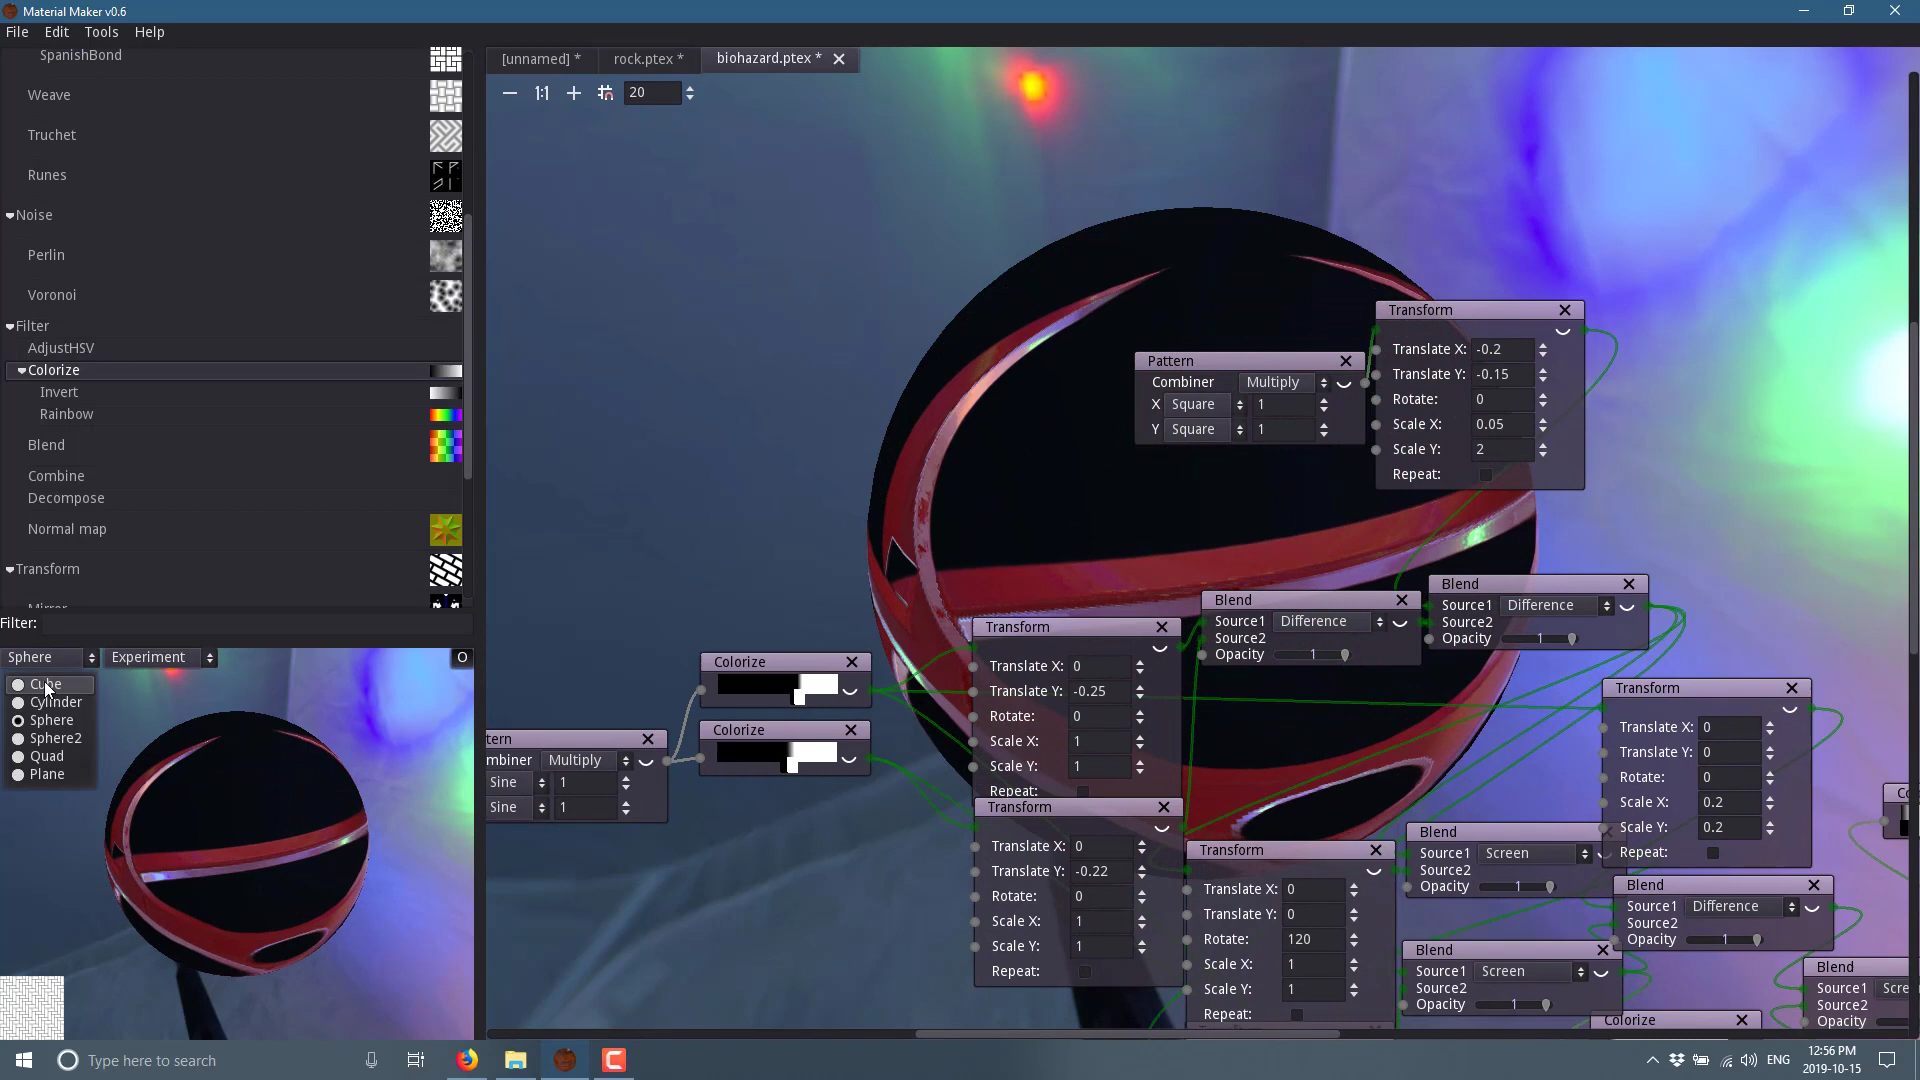 Material Maker v0.6
File Edit Tools Help
SpanishBond
Weave
Truchet
Runes
Noise
Perlin
Voronoi
Filter
AdjustHSV
Colorize
Invert
Rainbow
Blend
Combine
Decompose
Normal map
Transform
Mirror
Filter:
Sphere Experiment O
Cube
Cylinder
Sphere
Sphere2
Quad
Plane
[unnamed] * rock.ptex * biohazard.ptex *
1:1 20
Transform
Translate X: -0.2
Translate Y: -0.15
Rotate: 0
Scale X: 0.05
Scale Y: 2
Repeat:
Pattern
Combiner Multiply
X Square 1
Y Square 1
Blend
Source1 Difference
Source2
Opacity 1
Blend
Source1 Difference
Source2
Opacity 1
Transform
Translate X: 0
Translate Y: -0.25
Rotate: 0
Scale X: 1
Scale Y: 1
Repeat:
Colorize
Colorize
tern
mbiner Multiply
Sine 1
Sine 1
Transform
Translate X: 0
Translate Y: -0.22
Rotate: 0
Scale X: 1
Scale Y: 1
Repeat:
Transform
Translate X: 0
Translate Y: 0
Rotate: 120
Scale X: 1
Scale Y: 1
Repeat:
Transform
Translate X: 0
Translate Y: 0
Rotate: 0
Scale X: 0.2
Scale Y: 0.2
Repeat:
Co
Blend
Source1 Screen
Source2
Opacity 1
Blend
Source1 Difference
Source2
Opacity 1
Blend
Source1 Screen
Source2
Opacity 1
Blend
Source1 Scre
Source2
Opacity
Colorize
Type here to search
ENG
12:56 PM
2019-10-15